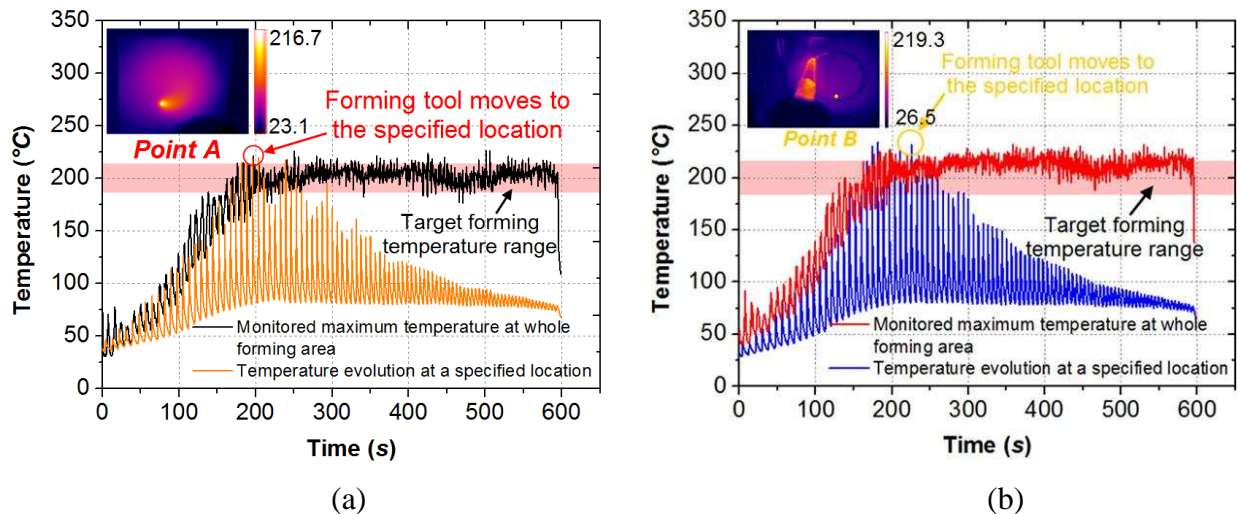 350
300
250
200
150
100
50
0
Temperature (°C)
216.7
23.1
Point A
Forming tool moves to
the specified location
Target forming
temperature range
Monitored maximum temperature at whole
forming area
Temperature evolution at a specified location
0 100 200 300 400 500 600
Time (s)
(a)
350
300
250
200
150
100
50
0
Temperature (°C)
219.3
26.5
Point B
Forming tool moves to
the specified location
Target forming
temperature range
Monitored maximum temperature at whole
forming area
Temperature evolution at a specified location
0 100 200 300 400 500 600
Time (s)
(b)